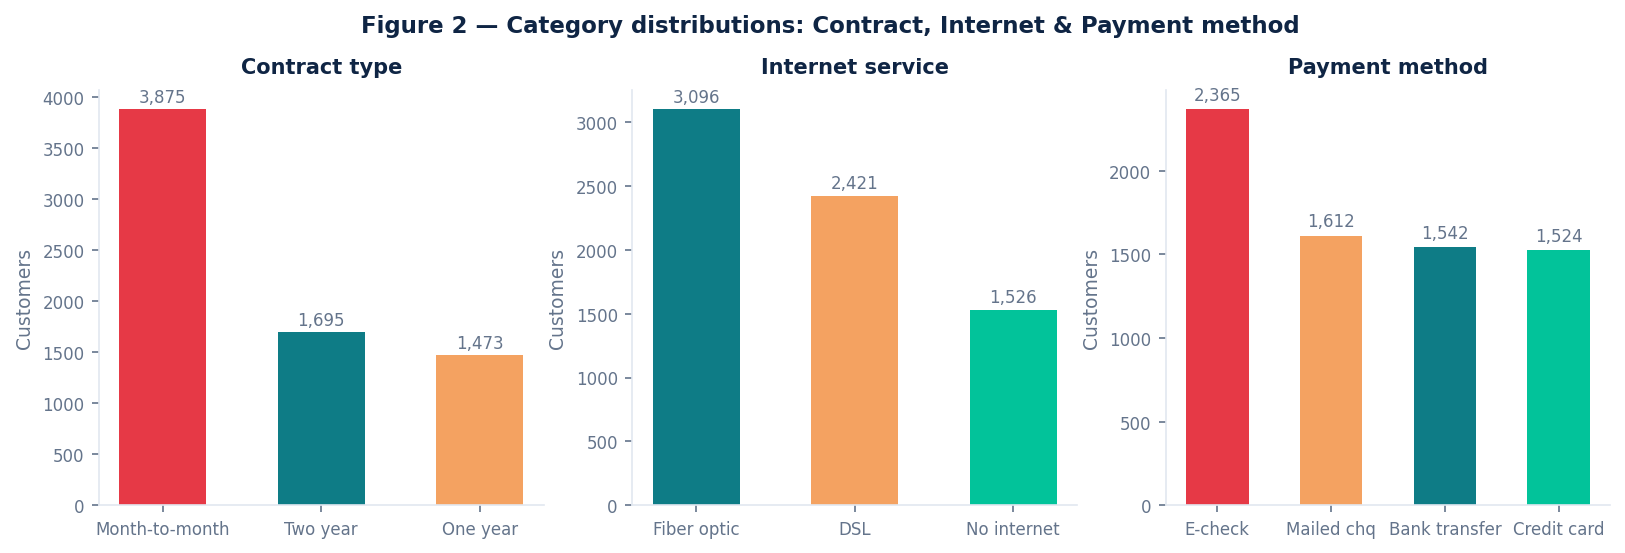 Figure 2 — Category distributions: Contract, Internet & Payment method
Contract type
Customers
4000
3500
3000
2500
2000
1500
1000
500
0
3,875
1,695
1,473
Month-to-month
Two year
One year
Internet service
Customers
3000
2500
2000
1500
1000
500
0
3,096
2,421
1,526
Fiber optic
DSL
No internet
Payment method
Customers
2000
1500
1000
500
0
2,365
1,612
1,542
1,524
E-check
Mailed chq
Bank transfer
Credit card